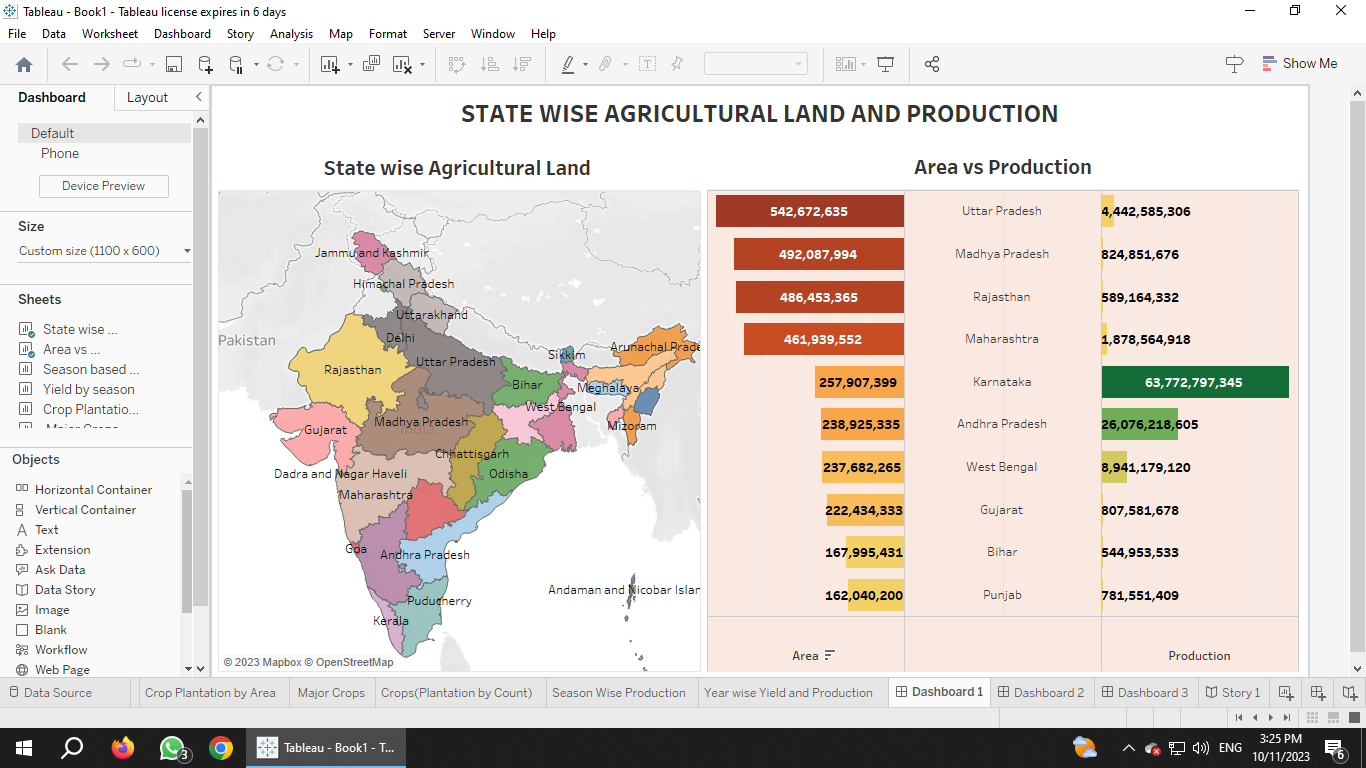 Tableau - Book1 - Tableau license expires in 6 days
File Data Worksheet Dashboard Story Analysis Map Format Server Window Help
Show Me
Dashboard Layout
Default
Phone
Device Preview
Size
Custom size (1100 x 600)
Sheets
State wise ...
Area vs ...
Season based ...
Yield by season
Crop Plantatio...
Major Crops
Objects
Horizontal Container
Vertical Container
Text
Extension
Ask Data
Data Story
Image
Blank
Workflow
Web Page
STATE WISE AGRICULTURAL LAND AND PRODUCTION
State wise Agricultural Land
Pakistan
Jammu and Kashmir
Himachal Pradesh
Uttarakhand
Delhi
Arunachal Prade
Sikkim
Uttar Pradesh
Rajasthan
Bihar
Meghalaya
West Bengal
Madhya Pradesh
India
Gujarat
Mizoram
Chhattisgarh
Dadra and Nagar Haveli
Odisha
Maharashtra
Goa
Andhra Pradesh
Andaman and Nicobar Islan
Puducherry
Kerala
© 2023 Mapbox © OpenStreetMap
Area vs Production
542,672,635 Uttar Pradesh 4,442,585,306
492,087,994 Madhya Pradesh 824,851,676
486,453,365 Rajasthan 589,164,332
461,939,552 Maharashtra 1,878,564,918
257,907,399 Karnataka 63,772,797,345
238,925,335 Andhra Pradesh 26,076,218,605
237,682,265 West Bengal 8,941,179,120
222,434,333 Gujarat 807,581,678
167,995,431 Bihar 544,953,533
162,040,200 Punjab 781,551,409
Area Production
Data Source Crop Plantation by Area Major Crops Crops(Plantation by Count) Season Wise Production Year wise Yield and Production Dashboard 1 Dashboard 2 Dashboard 3 Story 1
3 Tableau - Book1 - T... ENG 3:25 PM
10/11/2023 6